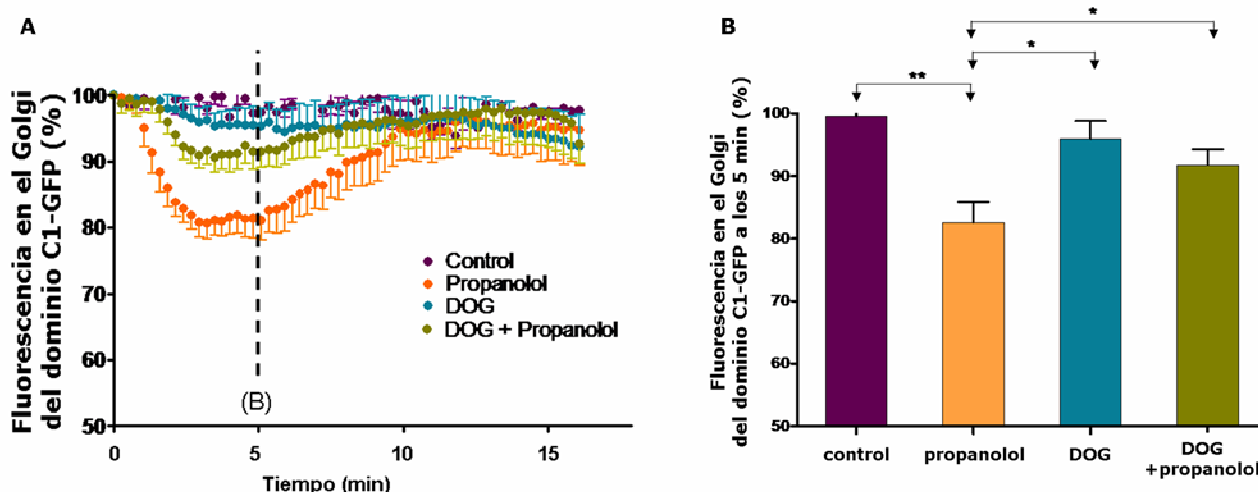 A
Fluorescencia en el Golgi
del dominio C1-GFP (%)
100
90
80
70
60
50
0
5
10
15
Tiempo (min)
(B)
Control
Propanolol
DOG
DOG + Propanolol
B
Fluorescencia en el Golgi
del dominio C1-GFP a los 5 min (%)
100
90
80
70
60
50
**
*
*
control
propanolol
DOG
DOG
+propanolol